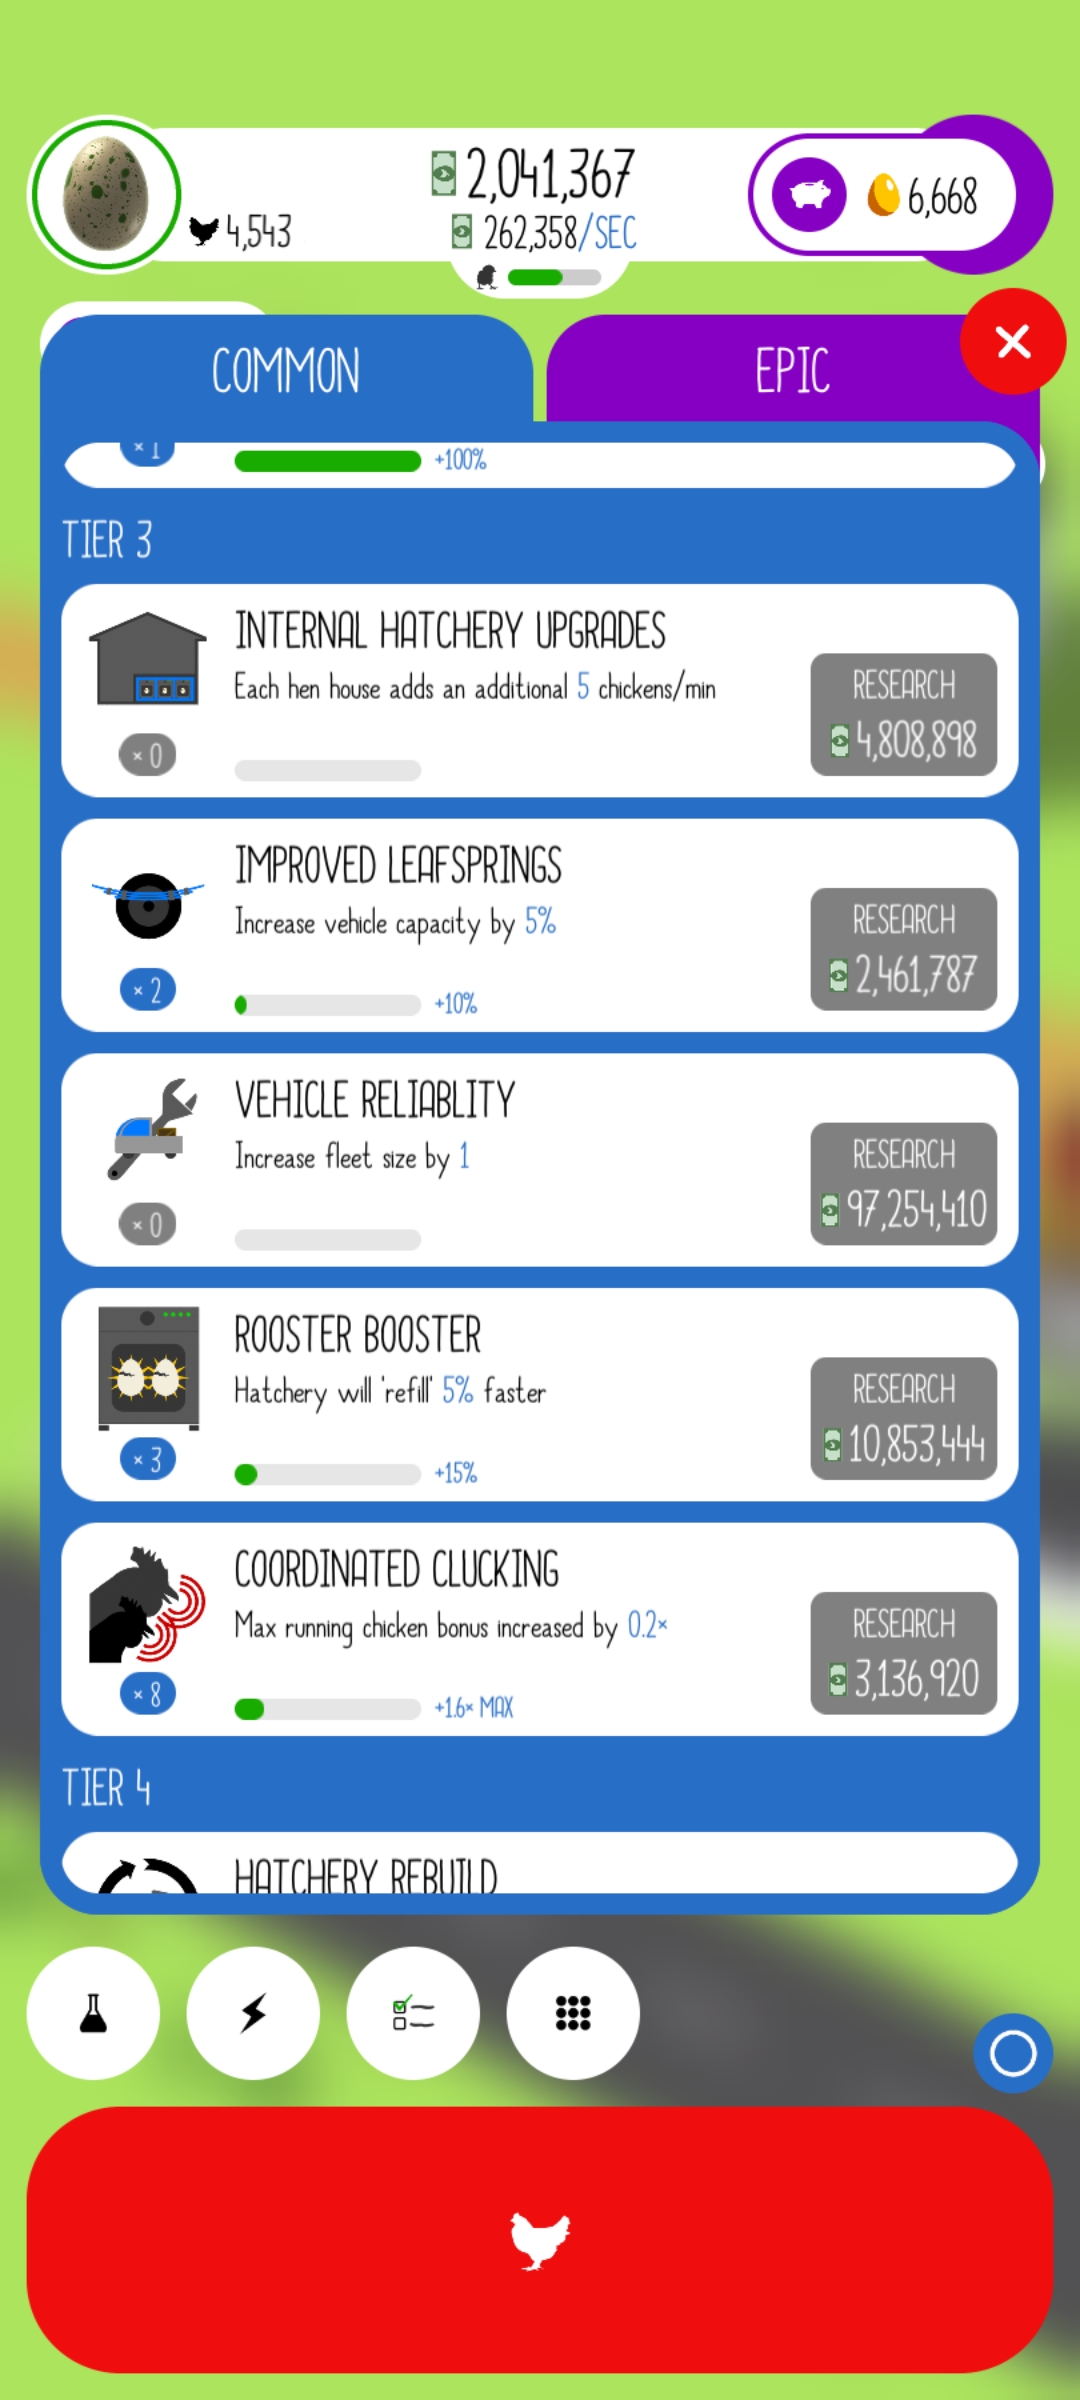 2,041,367
4,543
262,358/SEC
6,668
COMMON
EPIC
× 1
+100%
TIER 3
INTERNAL HATCHERY UPGRADES
Each hen house adds an additional 5 chickens/min
RESEARCH
4,808,898
× 0
IMPROVED LEAFSPRINGS
Increase vehicle capacity by 5%
RESEARCH
2,461,787
× 2
+10%
VEHICLE RELIABLITY
Increase fleet size by 1
RESEARCH
97,254,410
× 0
ROOSTER BOOSTER
Hatchery will 'refill' 5% faster
RESEARCH
10,853,444
× 3
+15%
COORDINATED CLUCKING
Max running chicken bonus increased by 0.2×
RESEARCH
3,136,920
× 8
+1.6× MAX
TIER 4
HATCHERY REBUILD